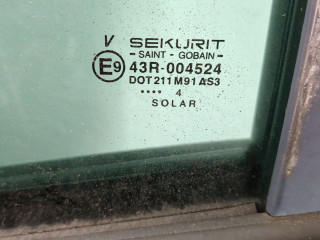 V SEKURIT
– SAINT – GOBAIN –
E9 43R-004524
DOT 211 M91 AS3
•••• 4
SOLAR